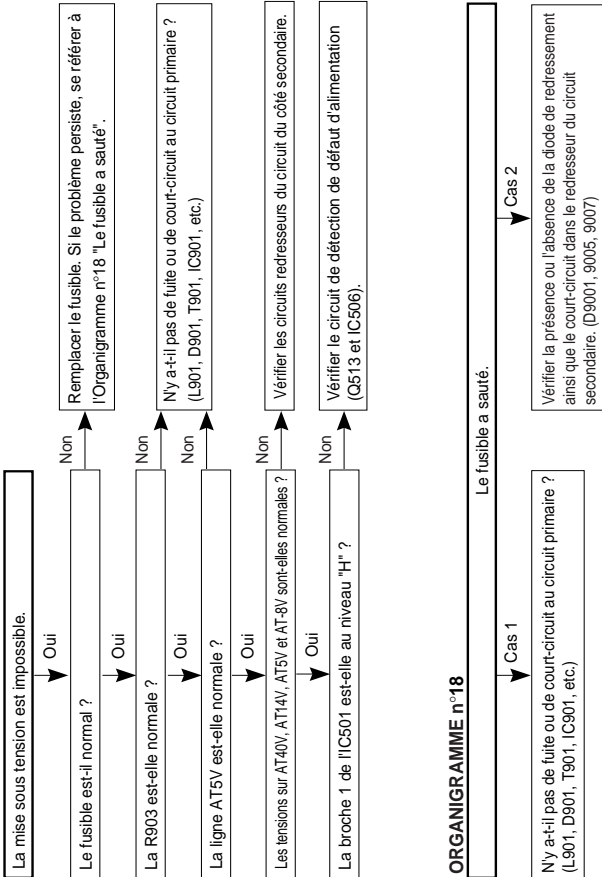 La mise sous tension est impossible.
Oui
Le fusible est-il normal ?
Non
Remplacer le fusible. Si le problème persiste, se référer à
l'Organigramme n°18 "Le fusible a sauté".
Oui
La R903 est-elle normale ?
Non
N'y a-t-il pas de fuite ou de court-circuit au circuit primaire ?
(L901, D901, T901, IC901, etc.)
Oui
La ligne AT5V est-elle normale ?
Non
Oui
Les tensions sur AT40V, AT14V, AT5V et AT-8V sont-elles normales ?
Non
Vérifier les circuits redresseurs du circuit du côté secondaire.
Oui
La broche 1 de l'IC501 est-elle au niveau "H" ?
Non
Vérifier le circuit de détection de défaut d'alimentation
(Q513 et IC506).
ORGANIGRAMME n°18
Le fusible a sauté.
Cas 1
N'y a-t-il pas de fuite ou de court-circuit au circuit primaire ?
(L901, D901, T901, IC901, etc.)
Cas 2
Vérifier la présence ou l'absence de la diode de redressement
ainsi que le court-circuit dans le redresseur du circuit
secondaire. (D9001, 9005, 9007)